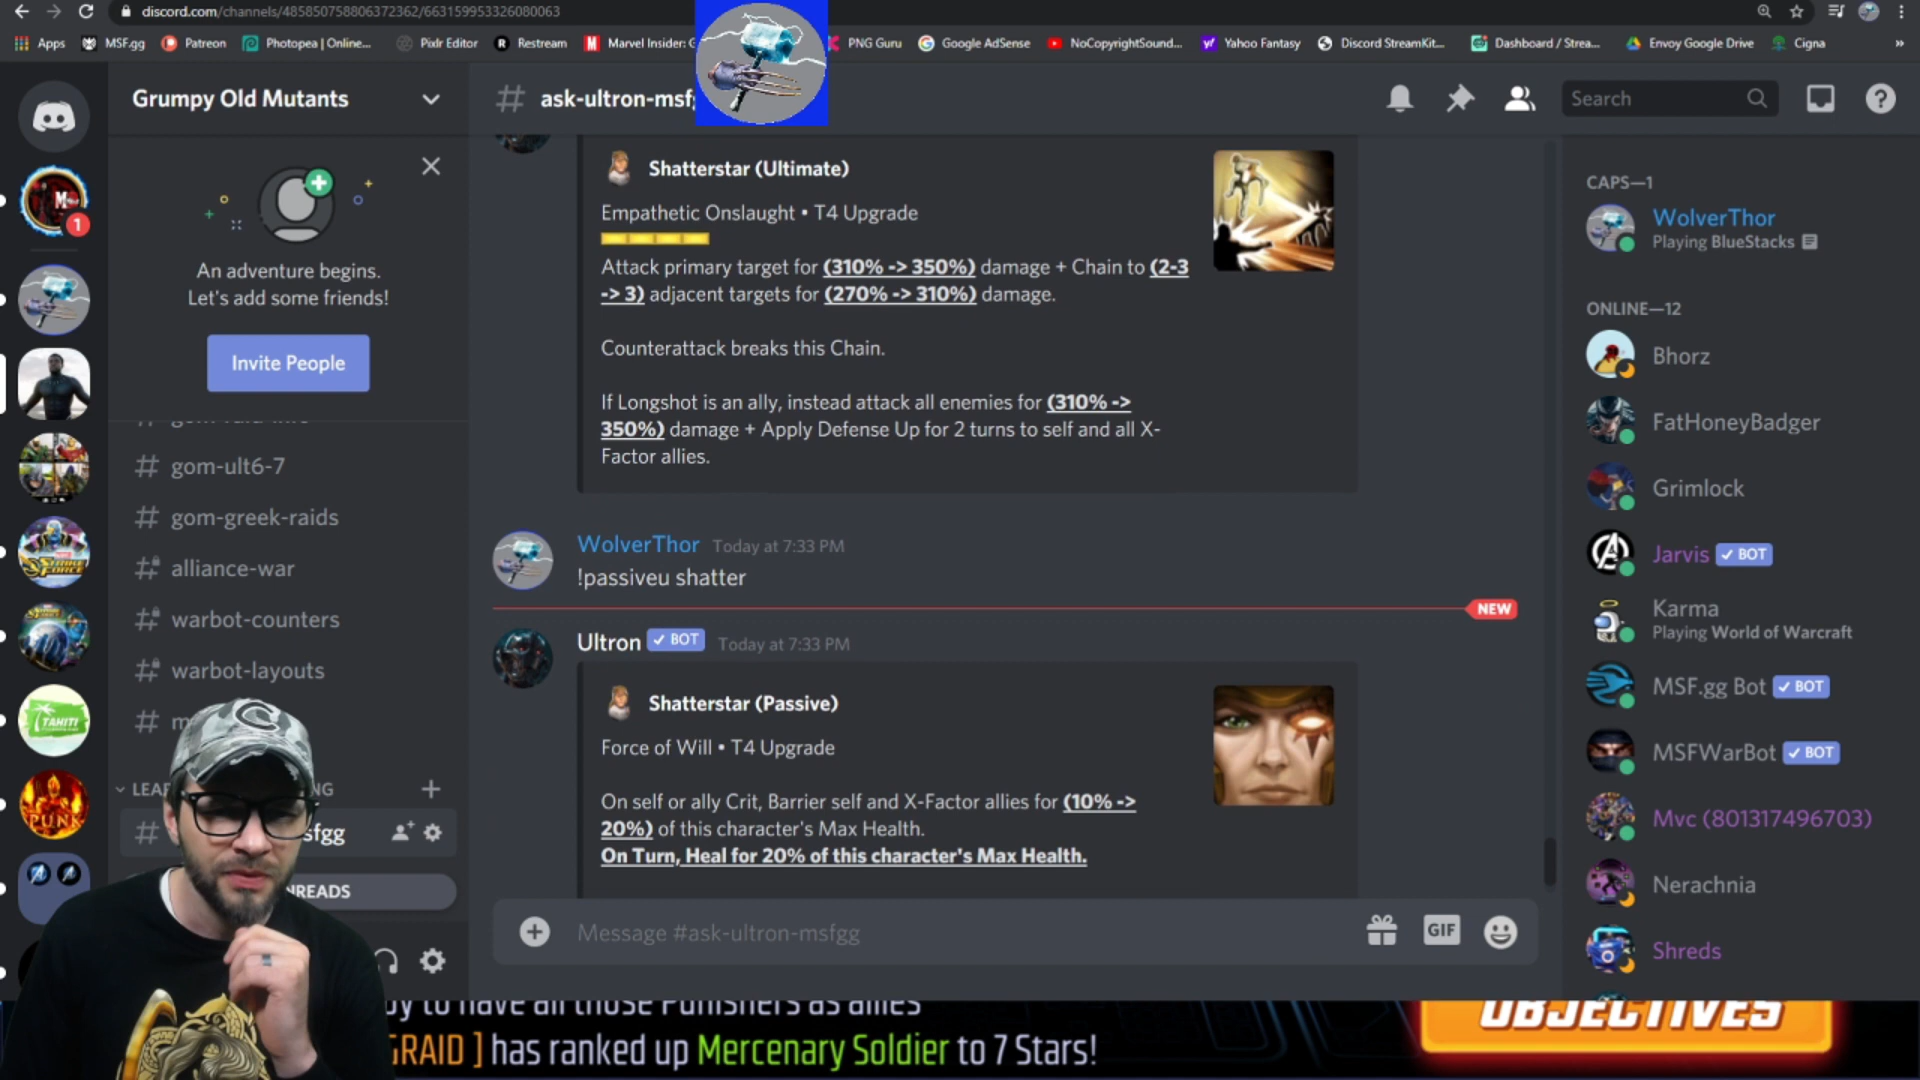 discord.com/channels/485850758806372362/663159953326080063
Apps
MSF.gg
Patreon
Photopea | Online...
Pixlr Editor
Restream
Marvel Insider: G
PNG Guru
Google AdSense
NoCopyrightSound...
Yahoo Fantasy
Discord StreamKit...
Dashboard / Strea...
Envoy Google Drive
Cigna
»
Grumpy Old Mutants
# ask-ultron-msf
Search
1
An adventure begins.
Let's add some friends!
Invite People
# gom-ult6-7
# gom-greek-raids
# alliance-war
# warbot-counters
# warbot-layouts
# m
LEA
NG
# sfgg
READS
TAHITI
PUNK
Shatterstar (Ultimate)
Empathetic Onslaught • T4 Upgrade
Attack primary target for (310% -> 350%) damage + Chain to (2-3
-> 3) adjacent targets for (270% -> 310%) damage.
Counterattack breaks this Chain.
If Longshot is an ally, instead attack all enemies for (310% ->
350%) damage + Apply Defense Up for 2 turns to self and all X-
Factor allies.
WolverThor Today at 7:33 PM
!passiveu shatter
NEW
Ultron ✓ BOT Today at 7:33 PM
Shatterstar (Passive)
Force of Will • T4 Upgrade
On self or ally Crit, Barrier self and X-Factor allies for (10% ->
20%) of this character's Max Health.
On Turn, Heal for 20% of this character's Max Health.
Message #ask-ultron-msfgg
GIF
CAPS—1
WolverThor
Playing BlueStacks
ONLINE—12
Bhorz
FatHoneyBadger
Grimlock
Jarvis ✓ BOT
Karma
Playing World of Warcraft
MSF.gg Bot ✓ BOT
MSFWarBot ✓ BOT
Mvc (801317496703)
Nerachnia
Shreds
to have all those Punishers as allies
RAID ] has ranked up Mercenary Soldier to 7 Stars!
OBJECTIVES